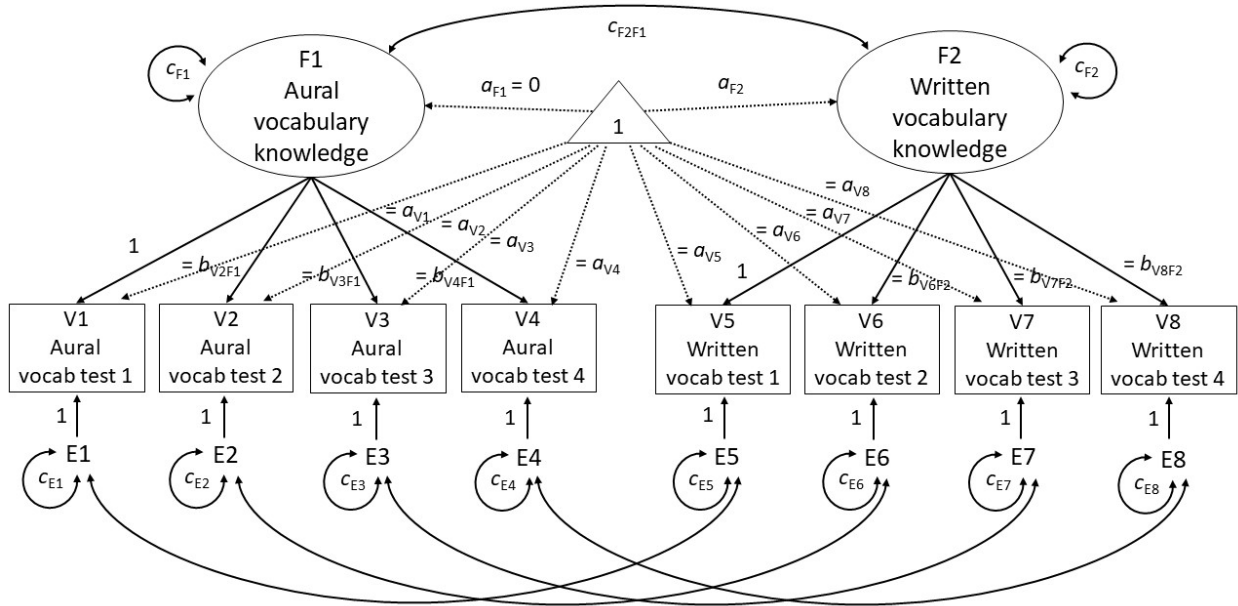 cF2F1
cF1
F1
Aural
vocabulary
knowledge
aF1 = 0
1
aF2
F2
Written
vocabulary
knowledge
cF2
1
= bV2F1
= bV3F1
= bV4F1
= aV1
= aV2
= aV3
= aV4
= aV5
= aV6
= aV7
= aV8
1
= bV6F2
= bV7F2
= bV8F2
V1
Aural
vocab test 1
V2
Aural
vocab test 2
V3
Aural
vocab test 3
V4
Aural
vocab test 4
V5
Written
vocab test 1
V6
Written
vocab test 2
V7
Written
vocab test 3
V8
Written
vocab test 4
1
1
1
1
1
1
1
1
E1
E2
E3
E4
E5
E6
E7
E8
cE1
cE2
cE3
cE4
cE5
cE6
cE7
cE8